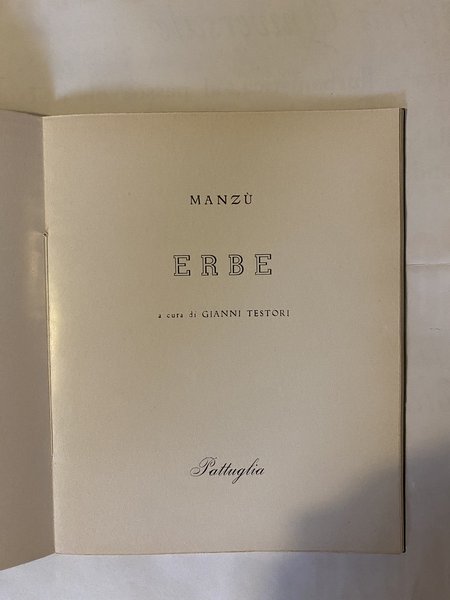 MANZÙ
ERBE
a cura di GIANNI TESTORI
Pattuglia